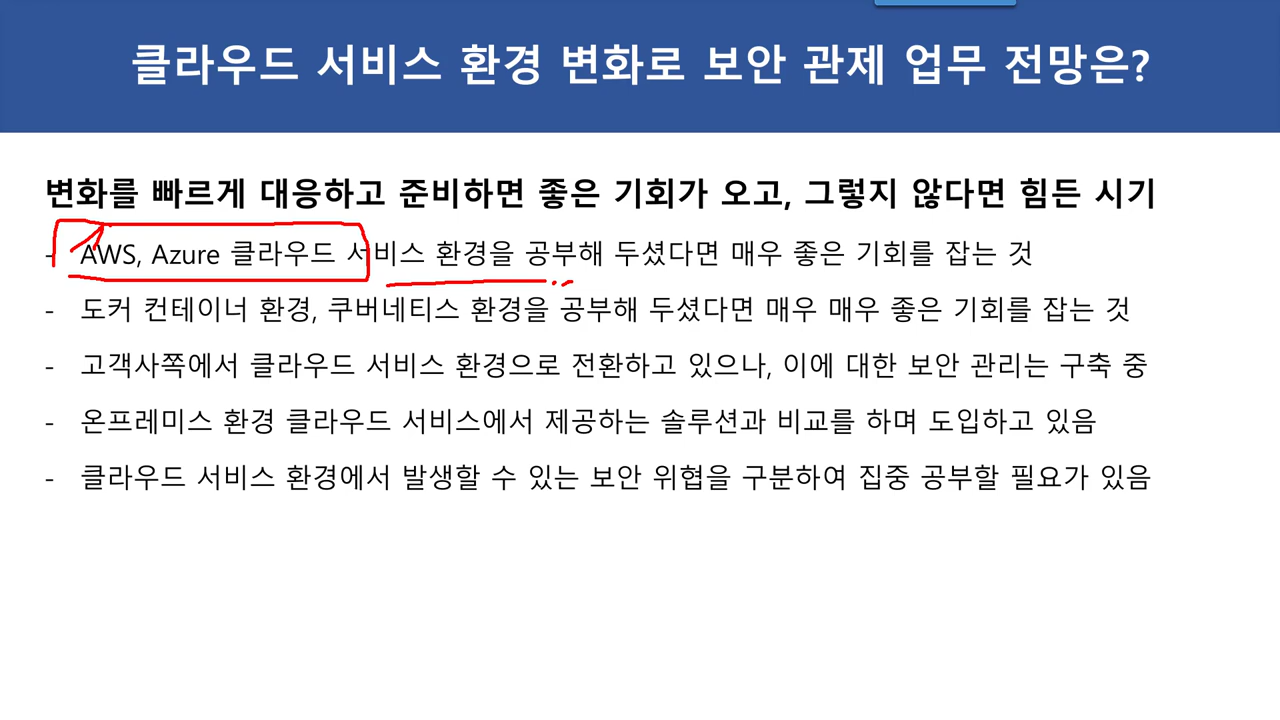 클라우드 서비스 환경 변화로 보안 관제 업무 전망은?
변화를 빠르게 대응하고 준비하면 좋은 기회가 오고, 그렇지 않다면 힘든 시기
- AWS, Azure 클라우드 서비스 환경을 공부해 두셨다면 매우 좋은 기회를 잡는 것
- 도커 컨테이너 환경, 쿠버네티스 환경을 공부해 두셨다면 매우 매우 좋은 기회를 잡는 것
- 고객사쪽에서 클라우드 서비스 환경으로 전환하고 있으나, 이에 대한 보안 관리는 구축 중
- 온프레미스 환경 클라우드 서비스에서 제공하는 솔루션과 비교를 하며 도입하고 있음
- 클라우드 서비스 환경에서 발생할 수 있는 보안 위협을 구분하여 집중 공부할 필요가 있음